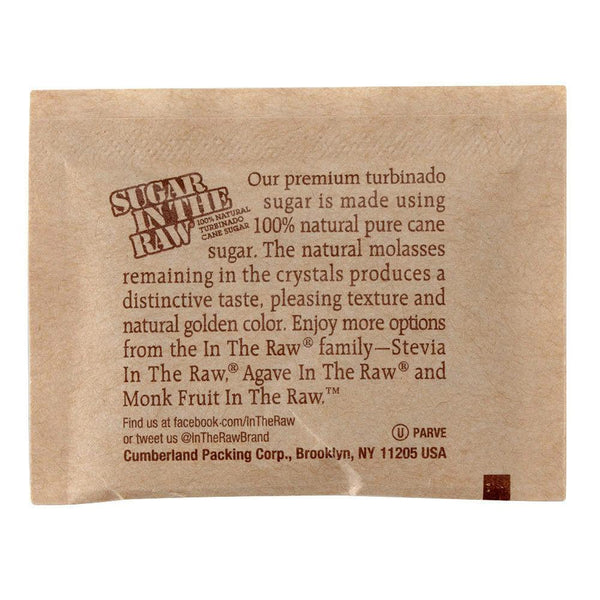 SUGAR
IN THE
RAW
100% NATURAL
TURBINADO
CANE SUGAR
Our premium turbinado
sugar is made using
100% natural pure cane
sugar. The natural molasses
remaining in the crystals produces a
distinctive taste, pleasing texture and
natural golden color. Enjoy more options
from the In The Raw® family—Stevia
In The Raw,® Agave In The Raw® and
Monk Fruit In The Raw.™
Find us at facebook.com/InTheRaw
or tweet us @InTheRawBrand
U PARVE
Cumberland Packing Corp., Brooklyn, NY 11205 USA